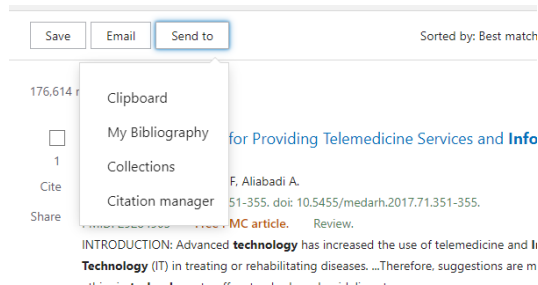 Save Email Send to Sorted by: Best match
176,614
Clipboard
My Bibliography
for Providing Telemedicine Services and Info
1
Collections
Cite F, Aliabadi A.
Citation manager 51-355. doi: 10.5455/medarh.2017.71.351-355.
Share MC article. Review.
INTRODUCTION: Advanced technology has increased the use of telemedicine and
Technology (IT) in treating or rehabilitating diseases. ...Therefore, suggestions are m